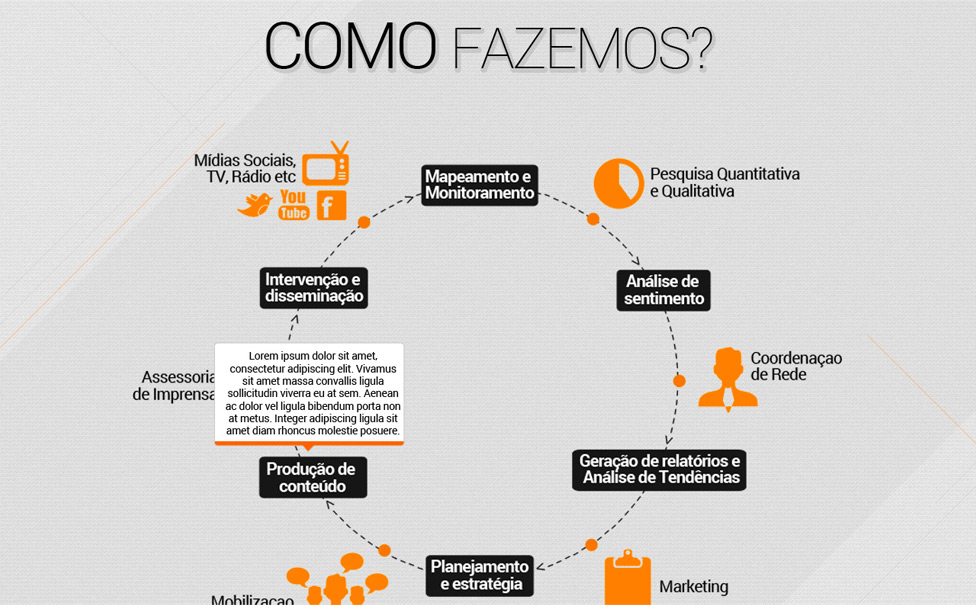 COMO FAZEMOS?
Mídias Sociais,
TV, Rádio etc
You
Tube
f
Mapeamento e
Monitoramento
Pesquisa Quantitativa
e Qualitativa
Intervenção e
disseminação
Análise de
sentimento
Assessoria
de Imprensa
Lorem ipsum dolor sit amet,
consectetur adipiscing elit. Vivamus
sit amet massa convallis ligula
sollicitudin viverra eu at sem. Aenean
ac dolor vel ligula bibendum porta non
at metus. Integer adipiscing ligula sit
amet diam rhoncus molestie posuere.
Coordenaçao
de Rede
Produção de
conteúdo
Geração de relatórios e
Análise de Tendências
Planejamento
e estratégia
Mobilizaçao
Marketing